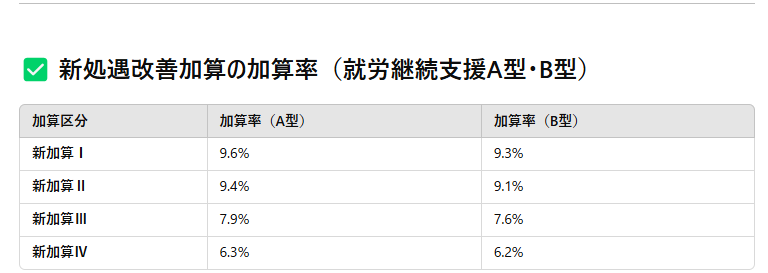 ✅ 新処遇改善加算の加算率（就労継続支援A型・B型）
加算区分 加算率（A型） 加算率（B型）
新加算Ⅰ 9.6% 9.3%
新加算Ⅱ 9.4% 9.1%
新加算Ⅲ 7.9% 7.6%
新加算Ⅳ 6.3% 6.2%